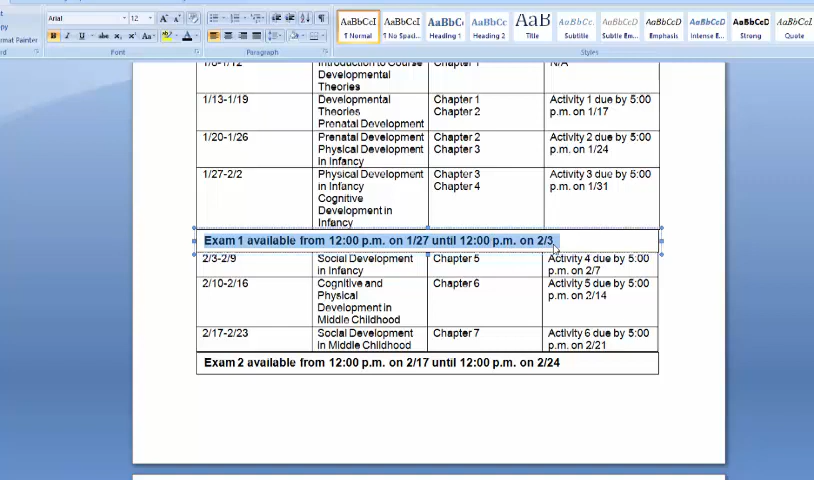 Arial 12 AaBbCcI AaBbCcI AaBbC AaBbCc AaB AaBbCc. AaBbCcD AaBbCcD AaBbCcD AaBbCcD
¶ Normal ¶ No Spaci... Heading 1 Heading 2 Title Subtitle Subtle Em... Emphasis Intense E... Strong Quote
Format Painter
Font Paragraph Styles
1/6-1/12 Introduction to Course Chapter 1 N/A
Developmental
Theories
1/13-1/19 Developmental Chapter 1 Activity 1 due by 5:00
Theories Chapter 2 p.m. on 1/17
Prenatal Development
1/20-1/26 Prenatal Development Chapter 2 Activity 2 due by 5:00
Physical Development Chapter 3 p.m. on 1/24
in Infancy
1/27-2/2 Physical Development Chapter 3 Activity 3 due by 5:00
in Infancy Chapter 4 p.m. on 1/31
Cognitive
Development in
Infancy
Exam 1 available from 12:00 p.m. on 1/27 until 12:00 p.m. on 2/3
2/3-2/9 Social Development Chapter 5 Activity 4 due by 5:00
in Infancy p.m. on 2/7
2/10-2/16 Cognitive and Chapter 6 Activity 5 due by 5:00
Physical p.m. on 2/14
Development in
Middle Childhood
2/17-2/23 Social Development Chapter 7 Activity 6 due by 5:00
in Middle Childhood p.m. on 2/21
Exam 2 available from 12:00 p.m. on 2/17 until 12:00 p.m. on 2/24